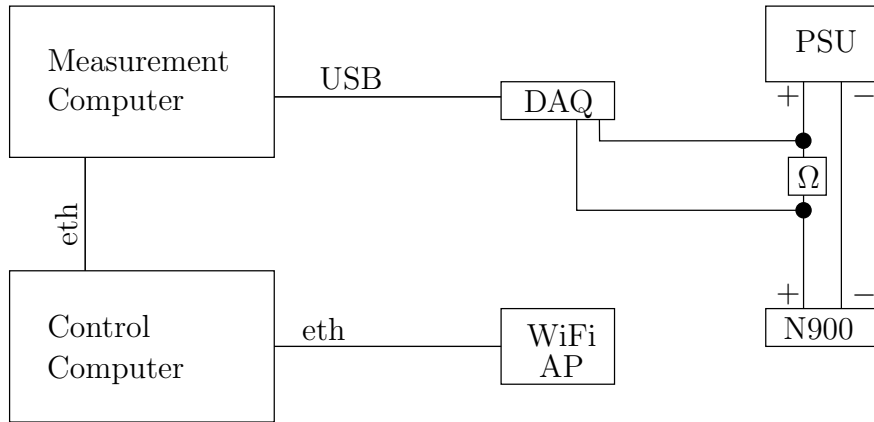 Measurement
Computer
USB
DAQ
PSU
+
−
Ω
eth
+
−
N900
Control
Computer
eth
WiFi
AP